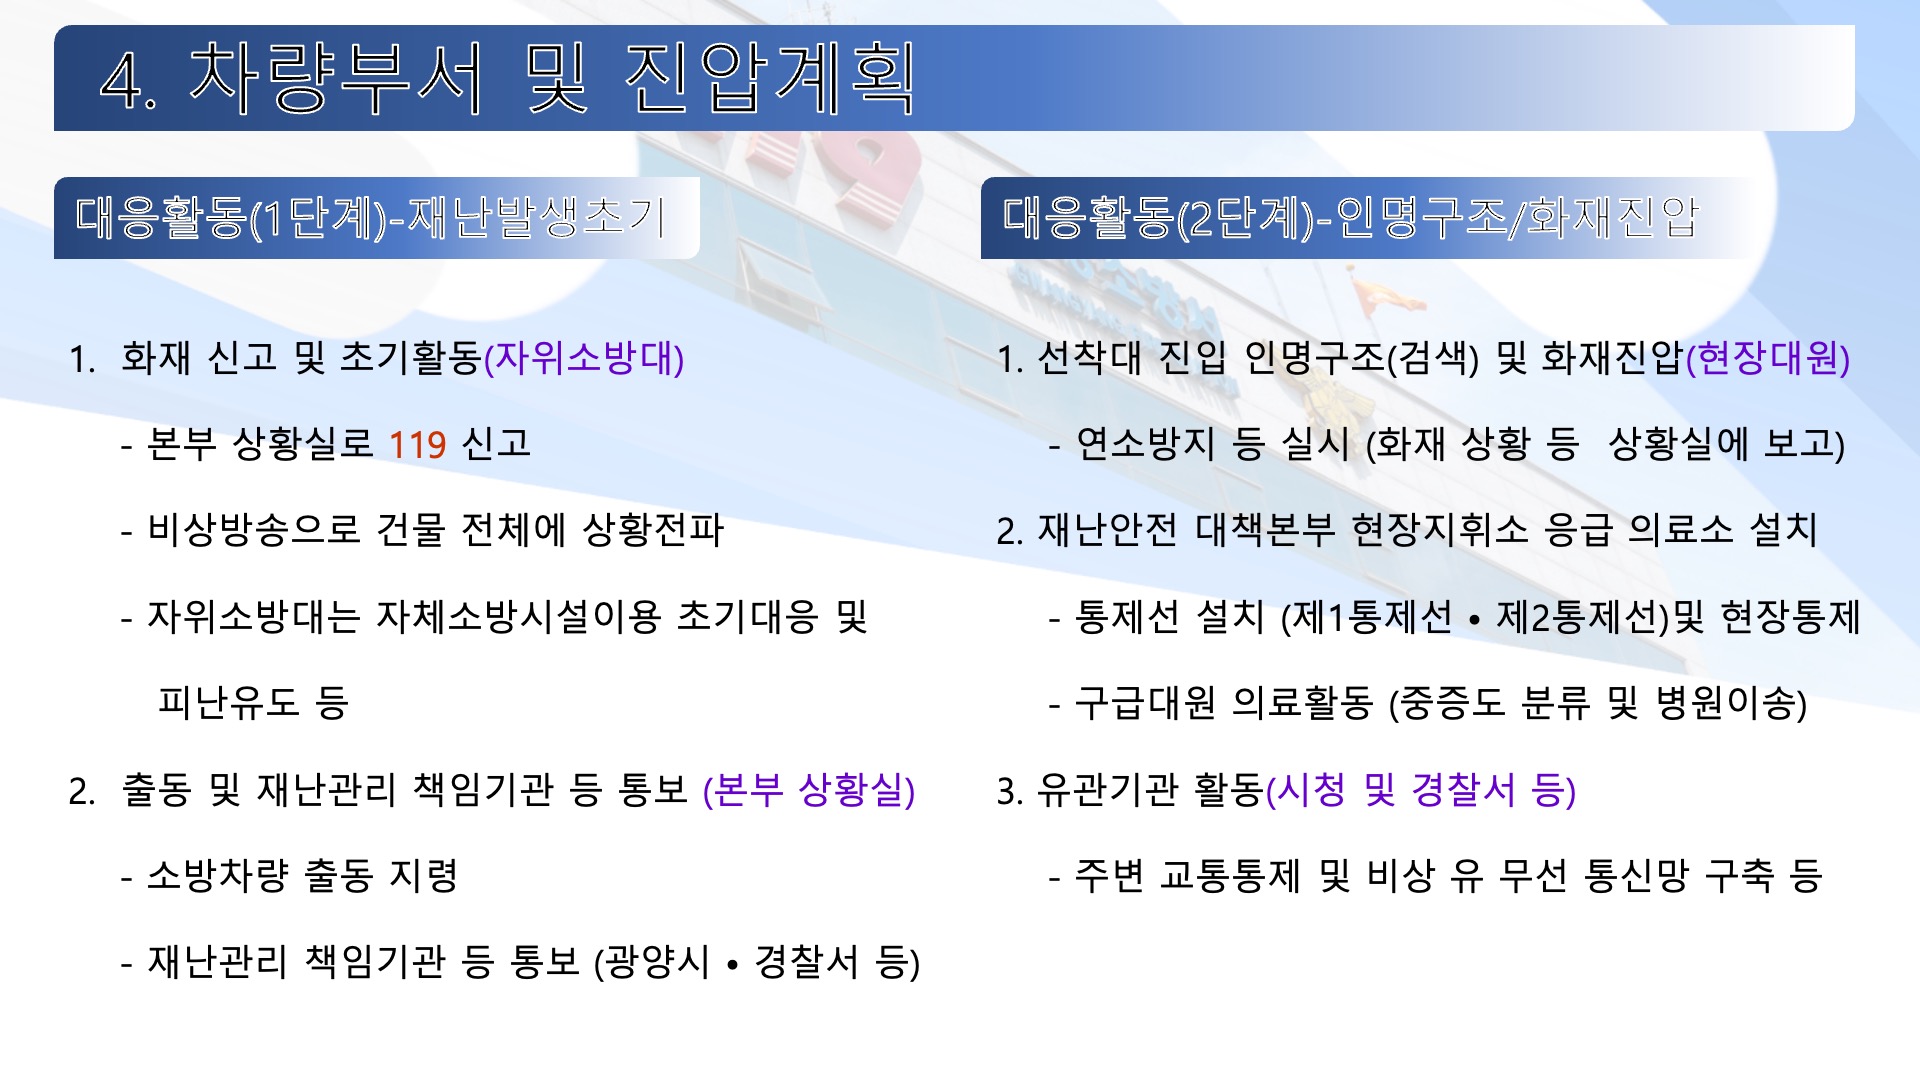 4. 차량부서 및 진압계획
대응활동(1단계)-재난발생초기
1. 화재 신고 및 초기활동(자위소방대)
- 본부 상황실로 119 신고
- 비상방송으로 건물 전체에 상황전파
- 자위소방대는 자체소방시설이용 초기대응 및
피난유도 등
2. 출동 및 재난관리 책임기관 등 통보 (본부 상황실)
- 소방차량 출동 지령
- 재난관리 책임기관 등 통보 (광양시 • 경찰서 등)
대응활동(2단계)-인명구조/화재진압
1. 선착대 진입 인명구조(검색) 및 화재진압(현장대원)
- 연소방지 등 실시 (화재 상황 등 상황실에 보고)
2. 재난안전 대책본부 현장지휘소 응급 의료소 설치
- 통제선 설치 (제1통제선 • 제2통제선)및 현장통제
- 구급대원 의료활동 (중증도 분류 및 병원이송)
3. 유관기관 활동(시청 및 경찰서 등)
- 주변 교통통제 및 비상 유 무선 통신망 구축 등